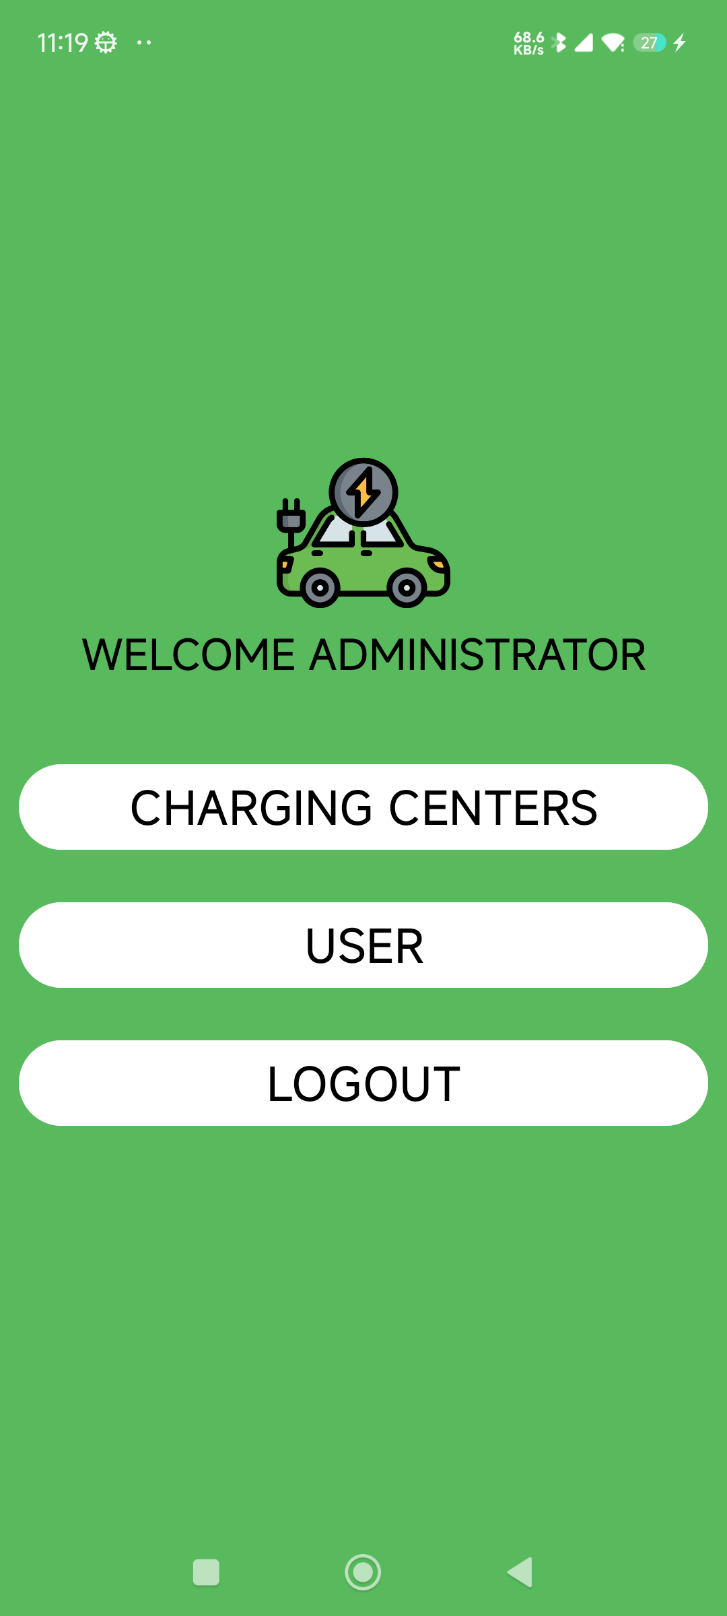 11:19
68.6
KB/s
27
WELCOME ADMINISTRATOR
CHARGING CENTERS
USER
LOGOUT